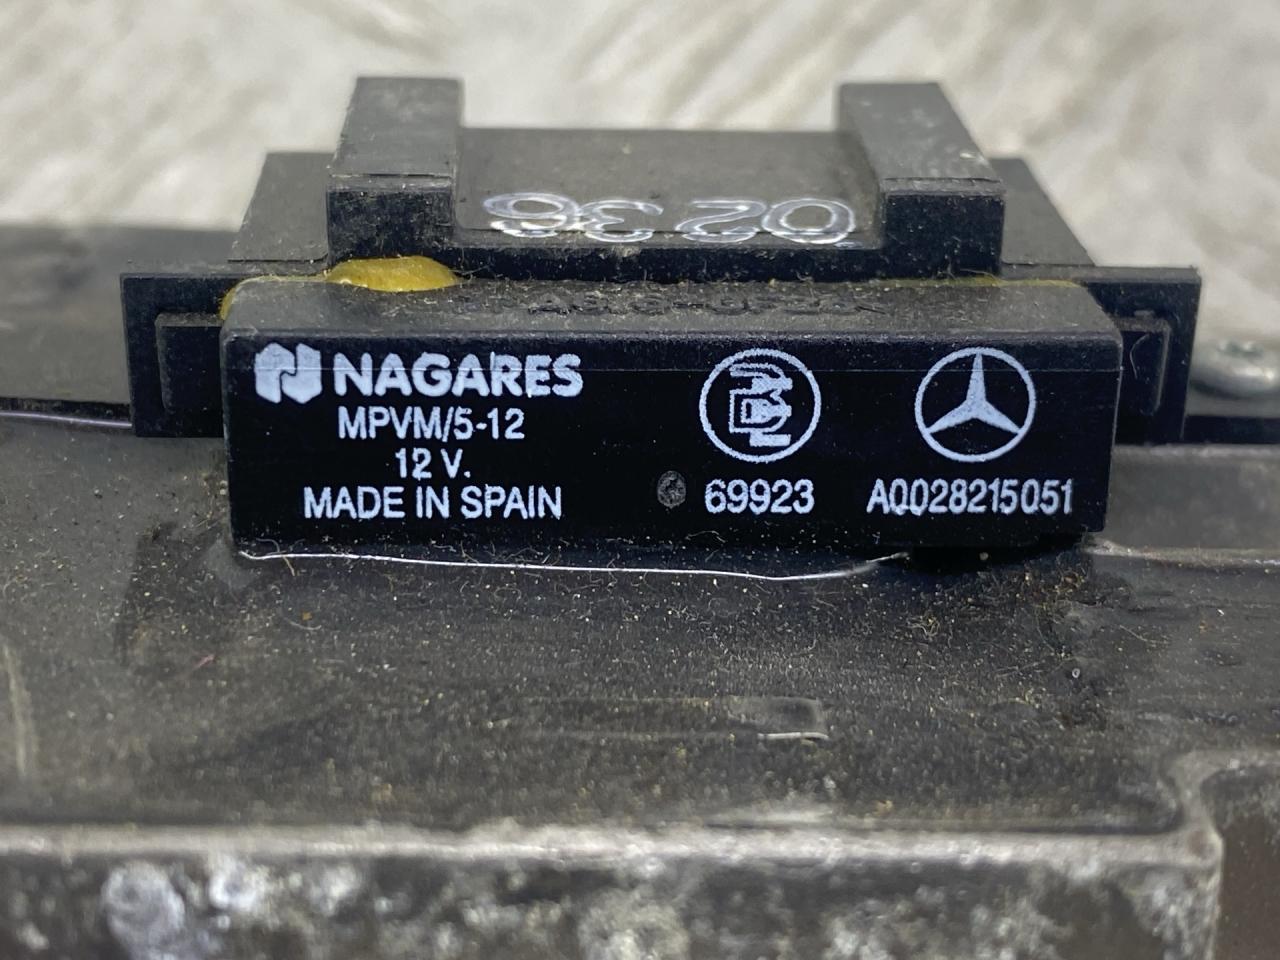 0236
NAGARES
MPVM/5-12
12 V.
MADE IN SPAIN
69923
A0028215051